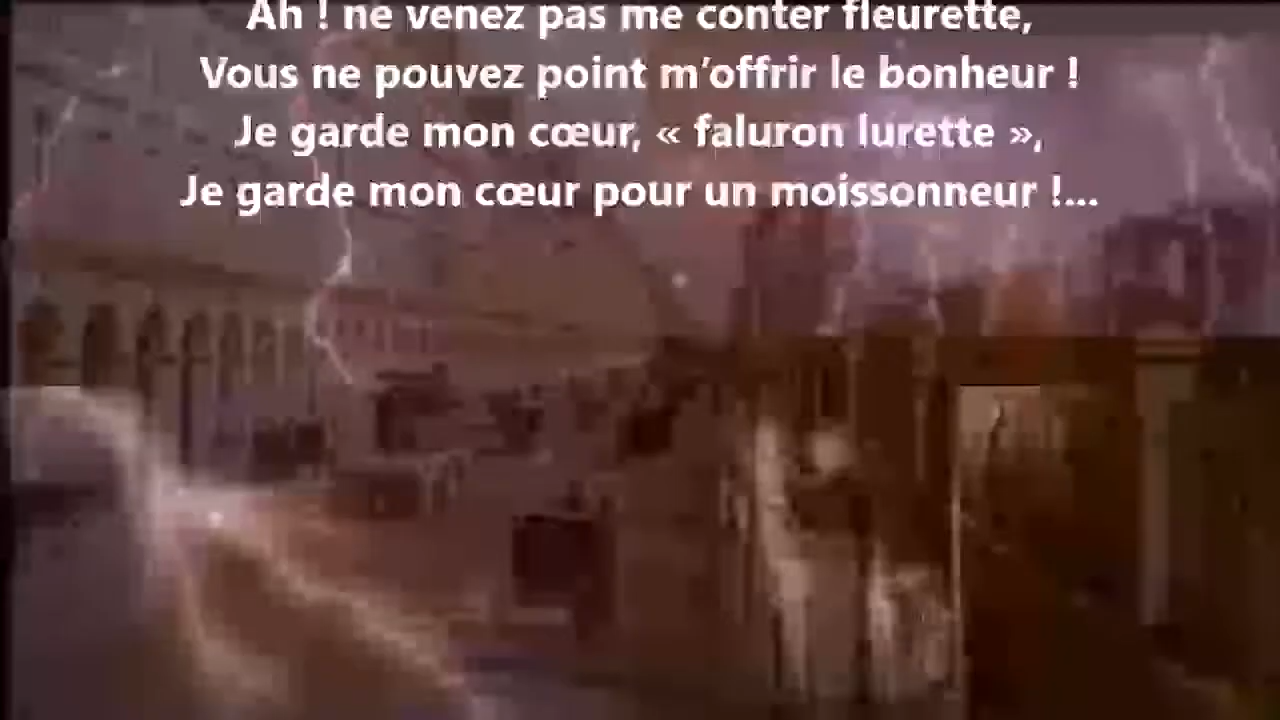 Ah ! ne venez pas me conter fleurette,
Vous ne pouvez point m'offrir le bonheur !
Je garde mon cœur, « faluron lurette »,
Je garde mon cœur pour un moissonneur !...